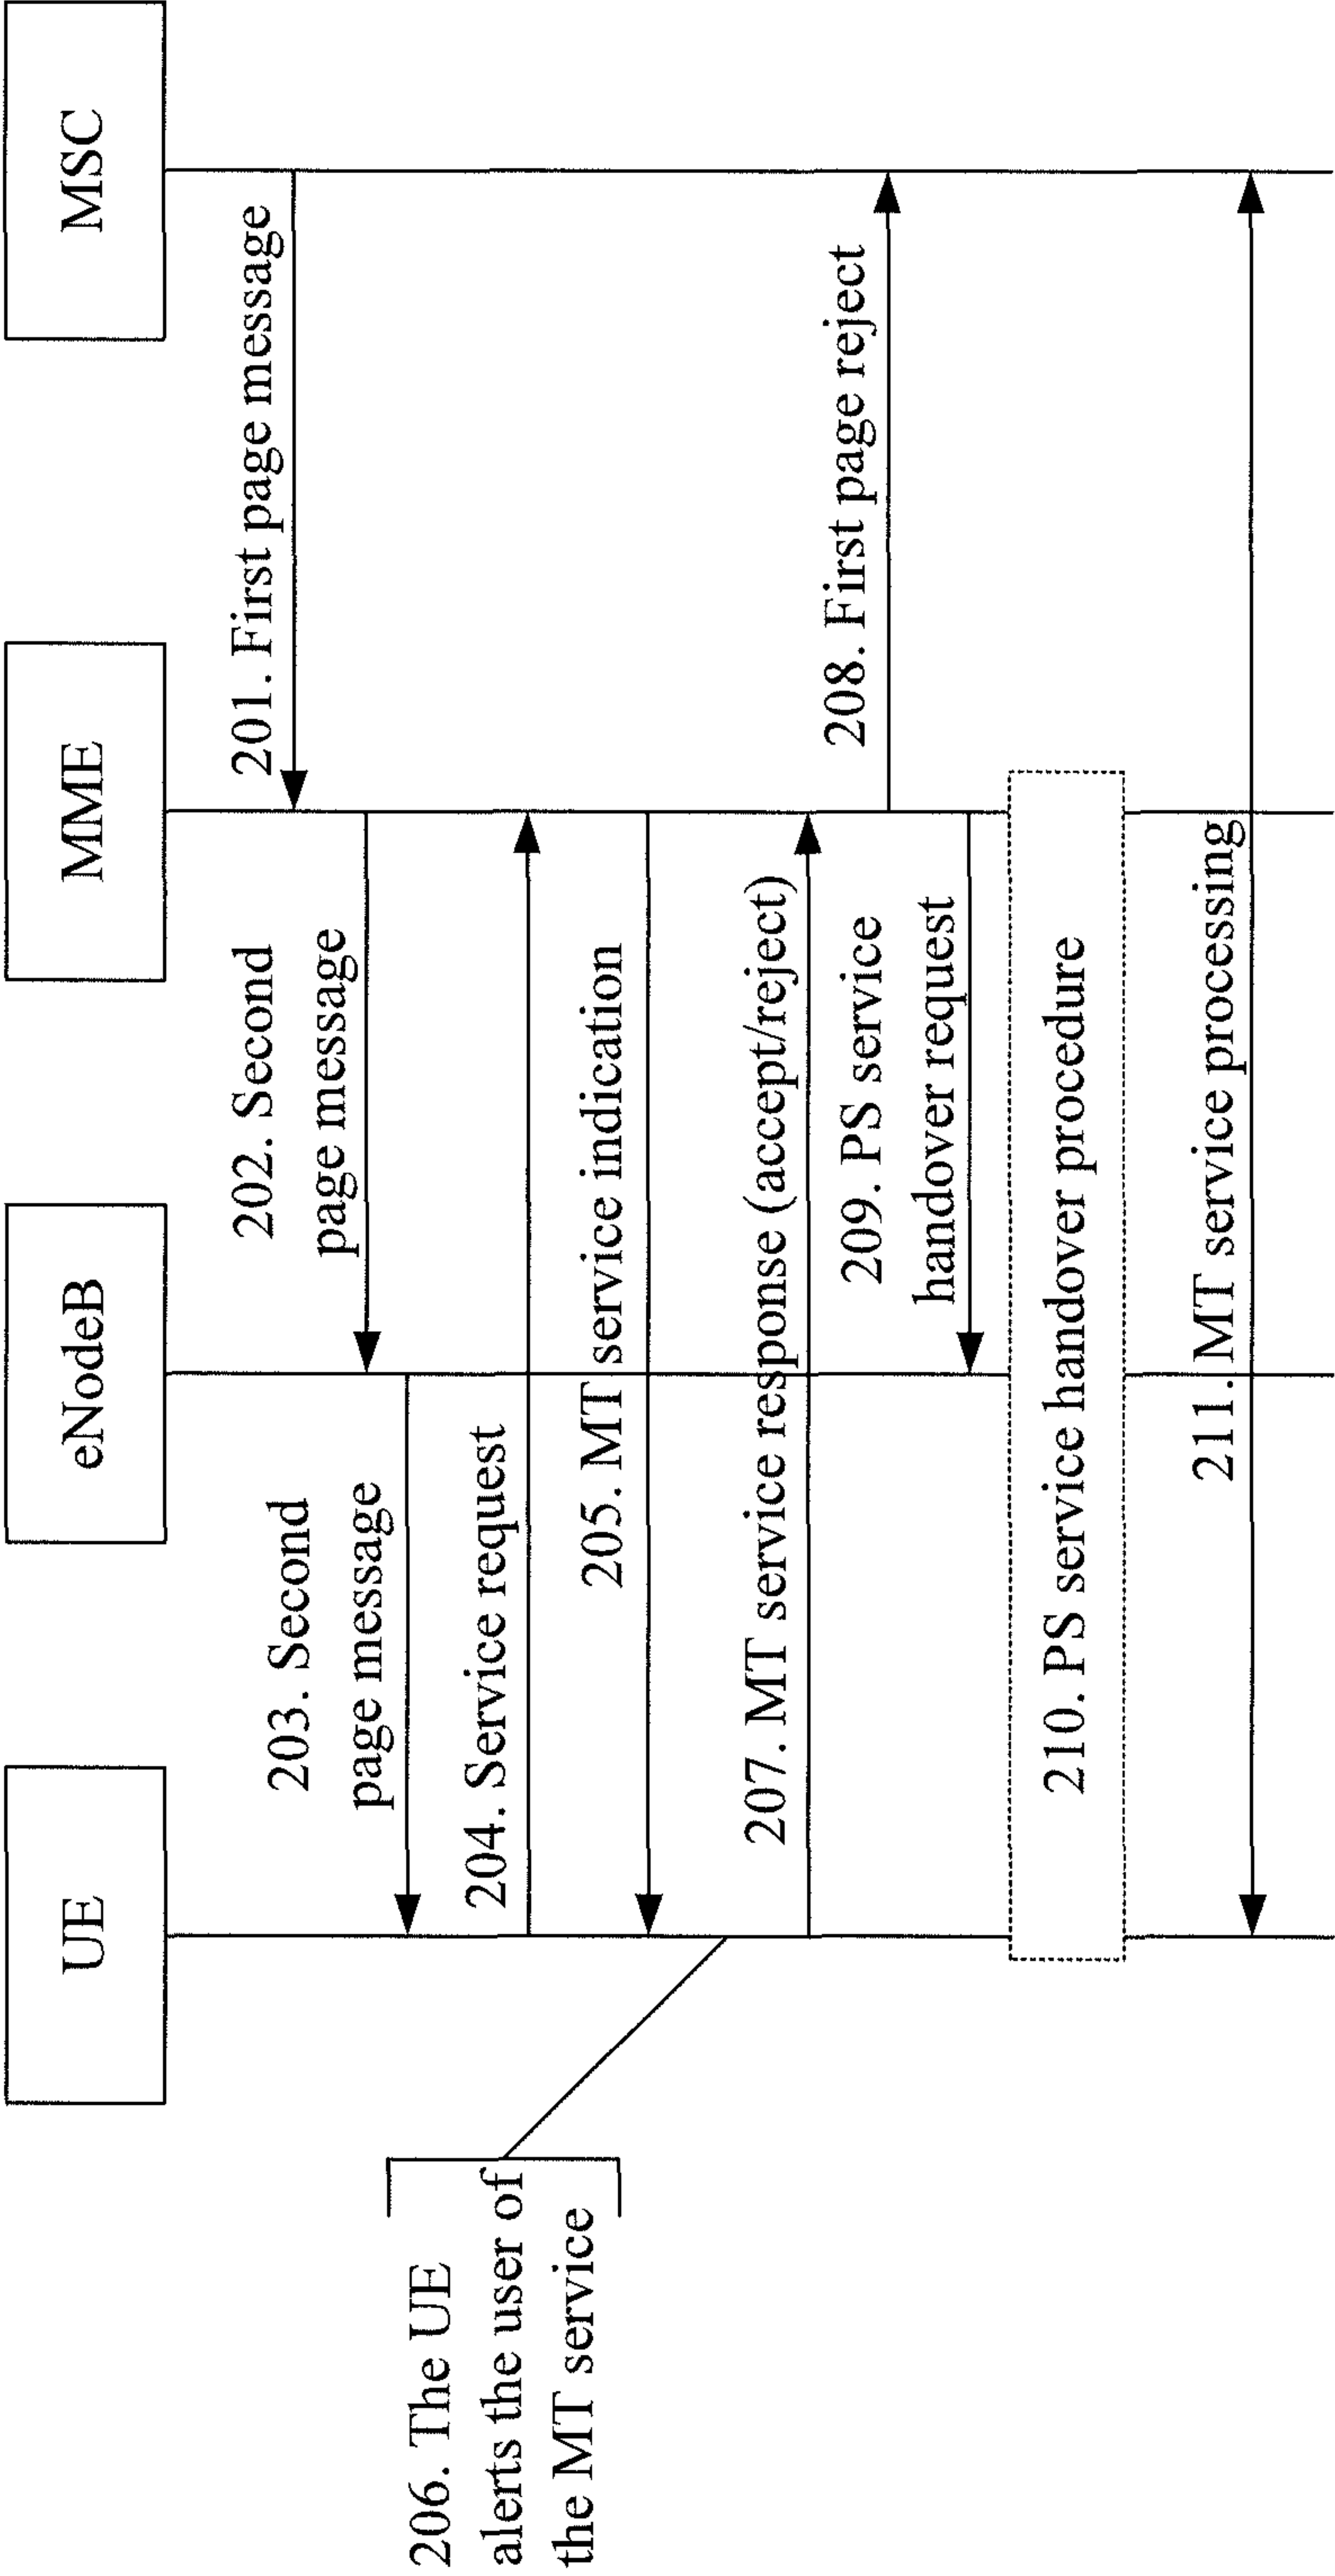 UE
eNodeB
MME
MSC
201. First page message
202. Second
page message
203. Second
page message
204. Service request
205. MT service indication
206. The UE
alerts the user of
the MT service
207. MT service response (accept/reject)
208. First page reject
209. PS service
handover request
210. PS service handover procedure
211. MT service processing